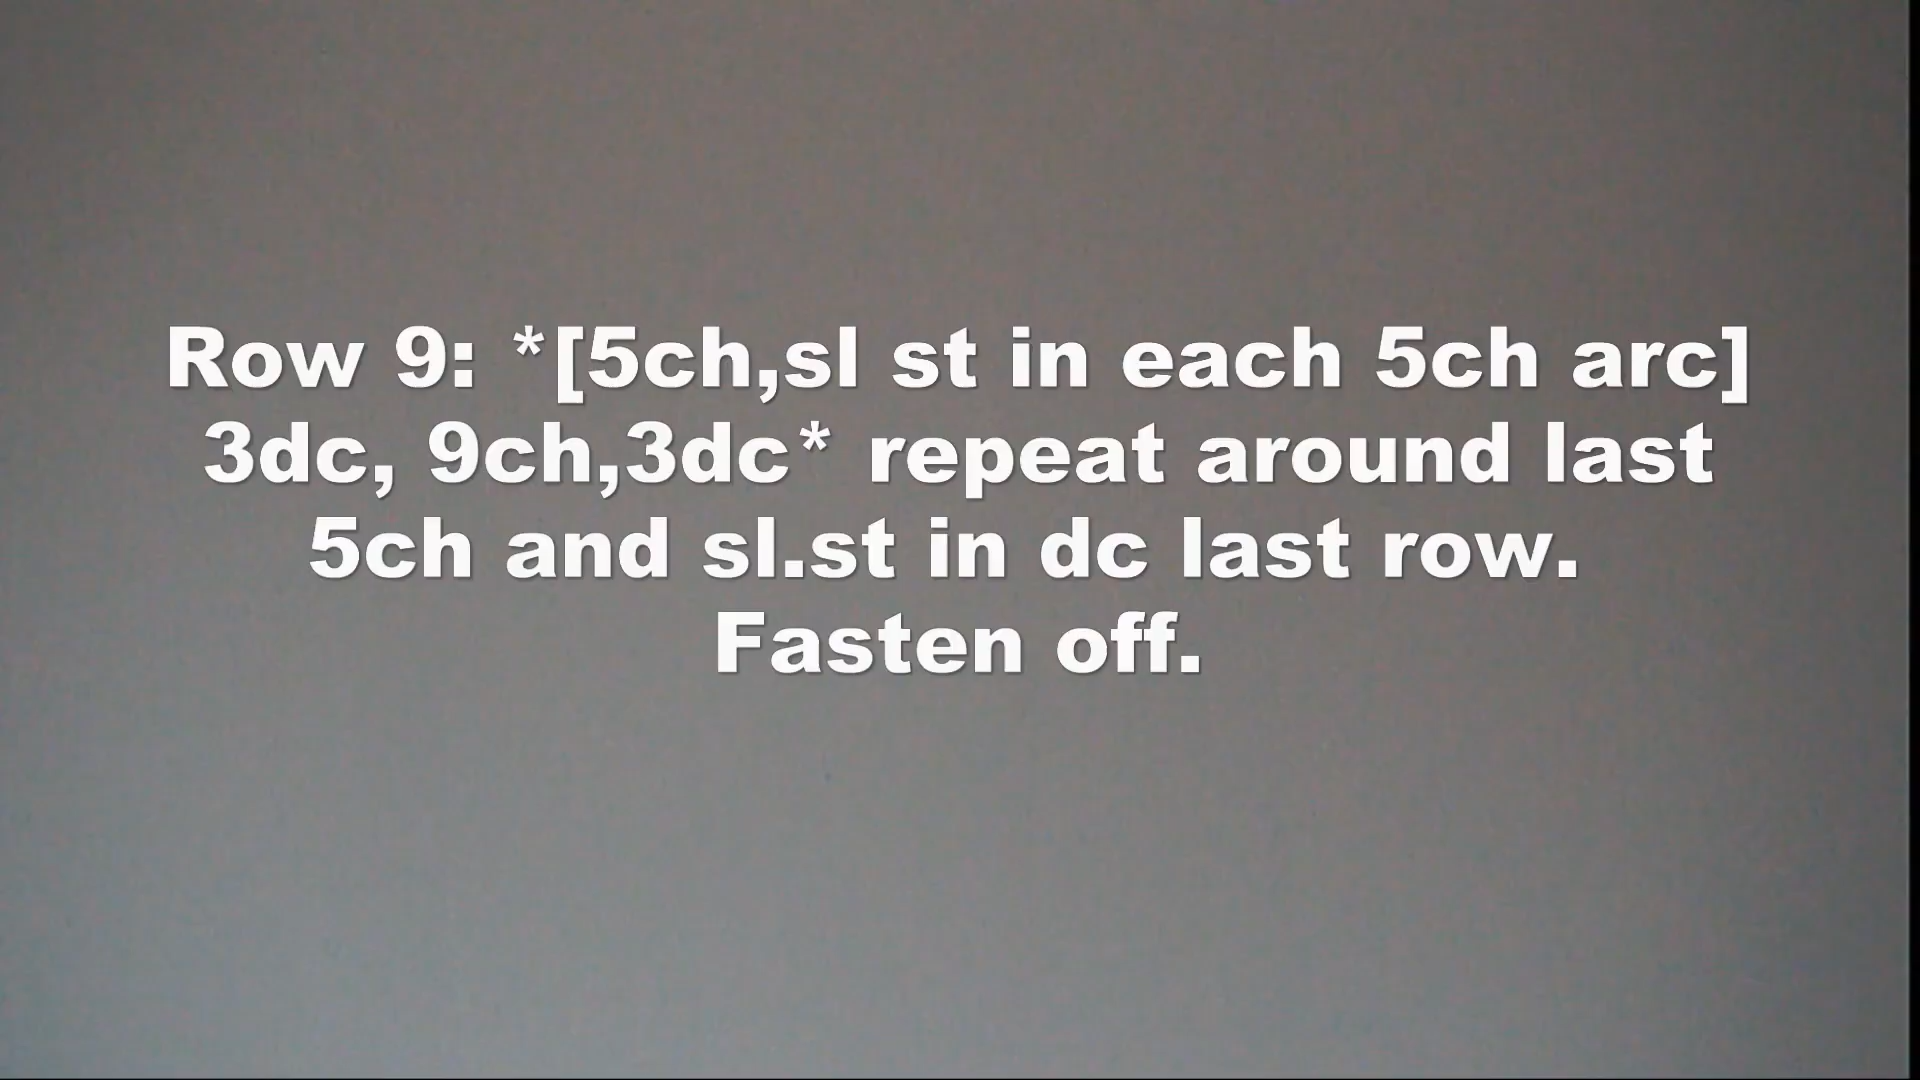 Row 9: *[5ch,sl st in each 5ch arc]
3dc, 9ch,3dc* repeat around last
5ch and sl.st in dc last row.
Fasten off.